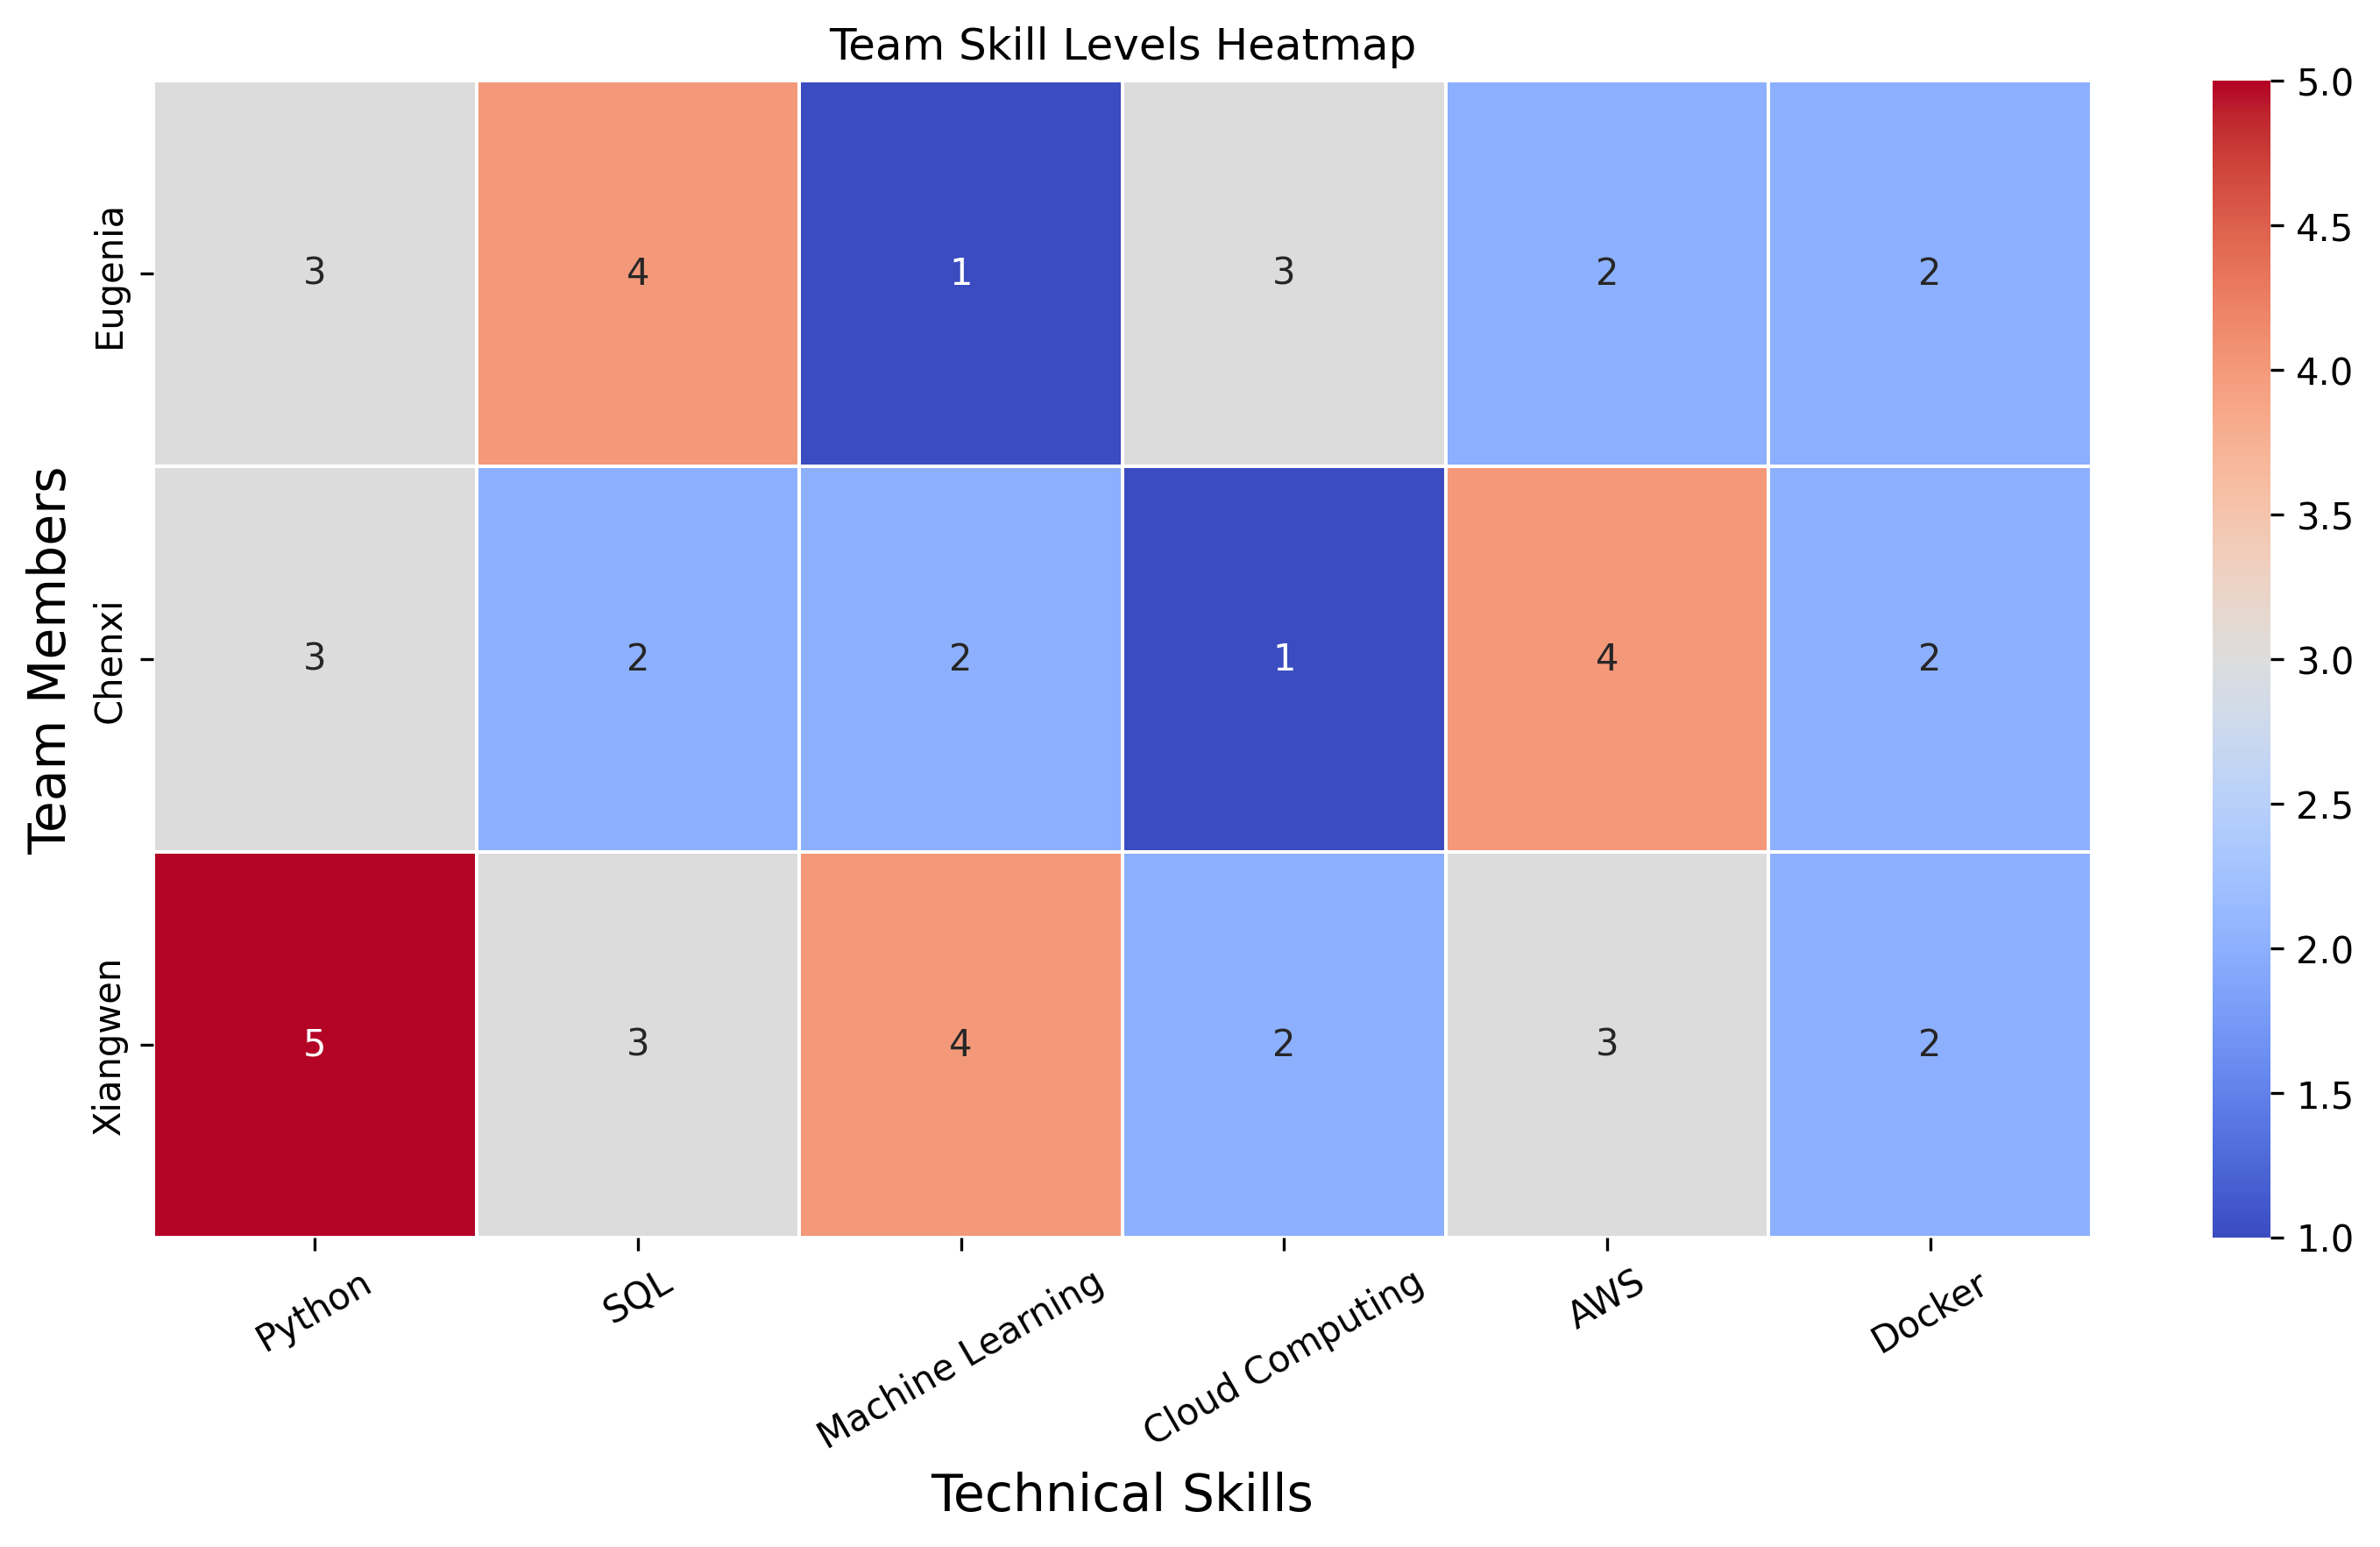 Team Skill Levels Heatmap
Team Members
Eugenia
3 4 1 3 2 2
Chenxi
3 2 2 1 4 2
Xiangwen
5 3 4 2 3 2
Python SQL Machine Learning Cloud Computing AWS Docker
Technical Skills
5.0
4.5
4.0
3.5
3.0
2.5
2.0
1.5
1.0